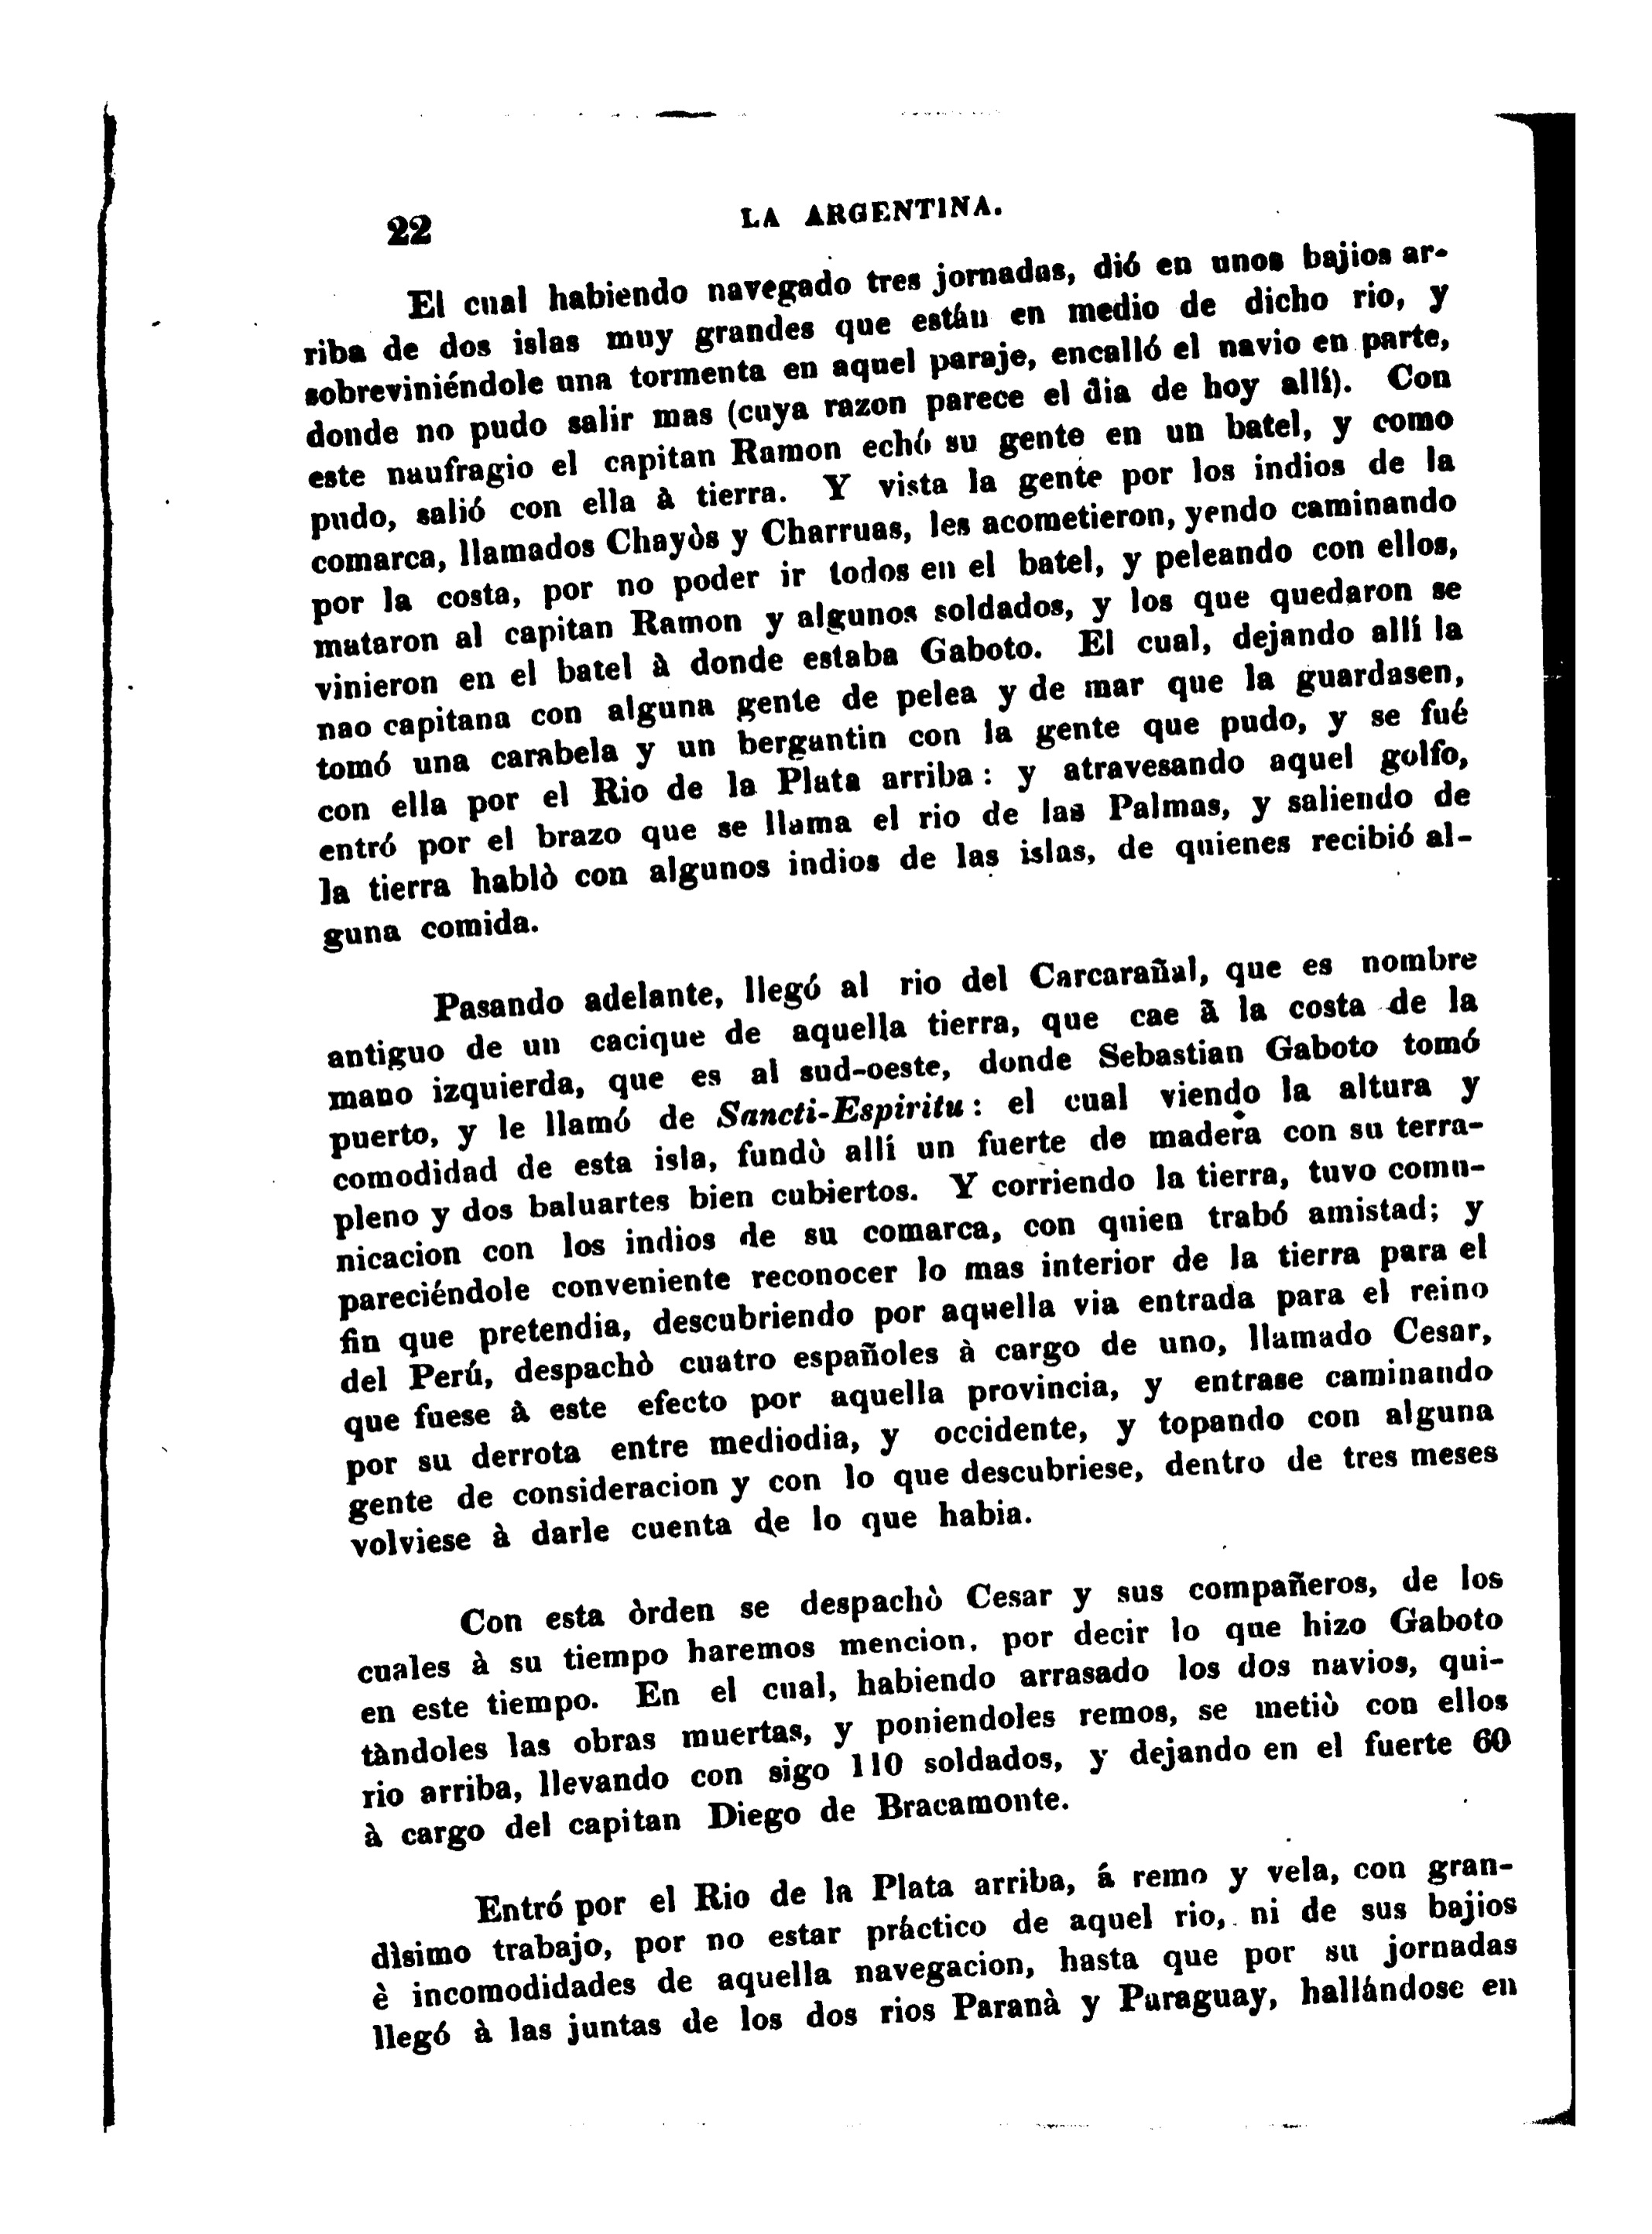 22
LA ARGENTINA.
El cual habiendo navegado tres jornadas, dió en unos bajios ar-
riba de dos islas muy grandes que están en medio de dicho rio, y
sobreviniéndole una tormenta en aquel paraje, encalló el navio en parte,
donde no pudo salir mas (cuya razon parece el dia de hoy allí). Con
este naufragio el capitan Ramon echó su gente en un batel, y como
pudo, salió con ella à tierra. Y vista la gente por los indios de la
comarca, llamados Chayòs y Charruas, les acometieron, yendo caminando
por la costa, por no poder ir todos en el batel, y peleando con ellos,
mataron al capitan Ramon y algunos soldados, y los que quedaron se
vinieron en el batel à donde estaba Gaboto. El cual, dejando allí la
nao capitana con alguna gente de pelea y de mar que la guardasen,
tomó una carabela y un bergantin con la gente que pudo, y se fué
con ella por el Rio de la Plata arriba: y atravesando aquel golfo,
entró por el brazo que se llama el rio de las Palmas, y saliendo de
la tierra hablò con algunos indios de las islas, de quienes recibió al-
guna comida.
Pasando adelante, llegó al rio del Carcarañal, que es nombre
antiguo de un cacique de aquella tierra, que cae à la costa de la
mano izquierda, que es al sud-oeste, donde Sebastian Gaboto tomó
puerto, y le llamó de Sancti-Espiritu: el cual viendo la altura y
comodidad de esta isla, fundò allí un fuerte de madera con su terra-
pleno y dos baluartes bien cubiertos. Y corriendo la tierra, tuvo comu-
nicacion con los indios de su comarca, con quien trabó amistad; y
pareciéndole conveniente reconocer lo mas interior de la tierra para el
fin que pretendia, descubriendo por aquella via entrada para el reino
del Perú, despachò cuatro españoles à cargo de uno, llamado Cesar,
que fuese à este efecto por aquella provincia, y entrase caminando
por su derrota entre mediodia, y occidente, y topando con alguna
gente de consideracion y con lo que descubriese, dentro de tres meses
volviese à darle cuenta de lo que habia.
Con esta òrden se despachò Cesar y sus compañeros, de los
cuales à su tiempo haremos mencion, por decir lo que hizo Gaboto
en este tiempo. En el cual, habiendo arrasado los dos navios, qui-
tàndoles las obras muertas, y poniendoles remos, se metiò con ellos
rio arriba, llevando con sigo 110 soldados, y dejando en el fuerte 60
à cargo del capitan Diego de Bracamonte.
Entró por el Rio de la Plata arriba, á remo y vela, con gran-
dìsimo trabajo, por no estar práctico de aquel rio, ni de sus bajios
è incomodidades de aquella navegacion, hasta que por su jornadas
llegó à las juntas de los dos rios Paranà y Paraguay, hallándose en